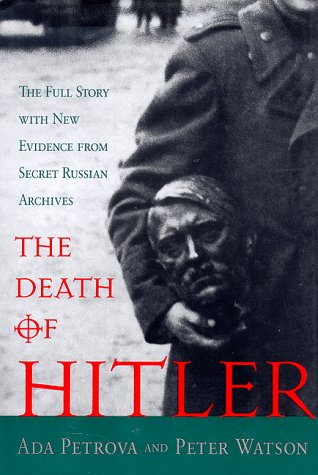 THE FULL STORY
WITH NEW
EVIDENCE FROM
SECRET RUSSIAN
ARCHIVES
THE
DEATH
OF
HITLER
ADA PETROVA AND PETER WATSON